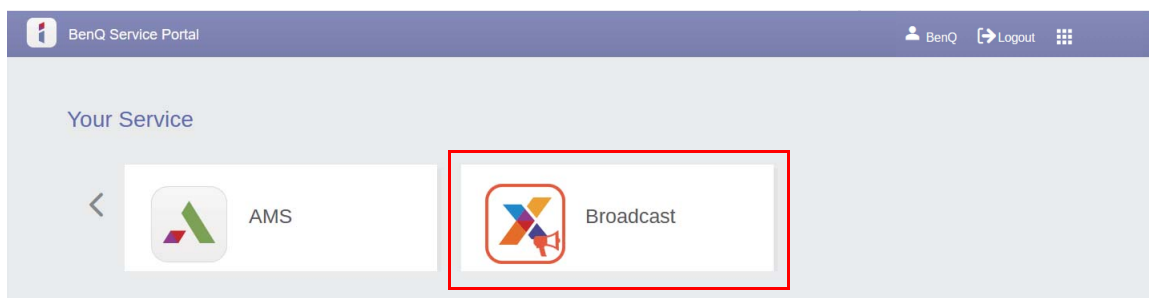 BenQ Service Portal
BenQ Logout
Your Service
AMS
Broadcast